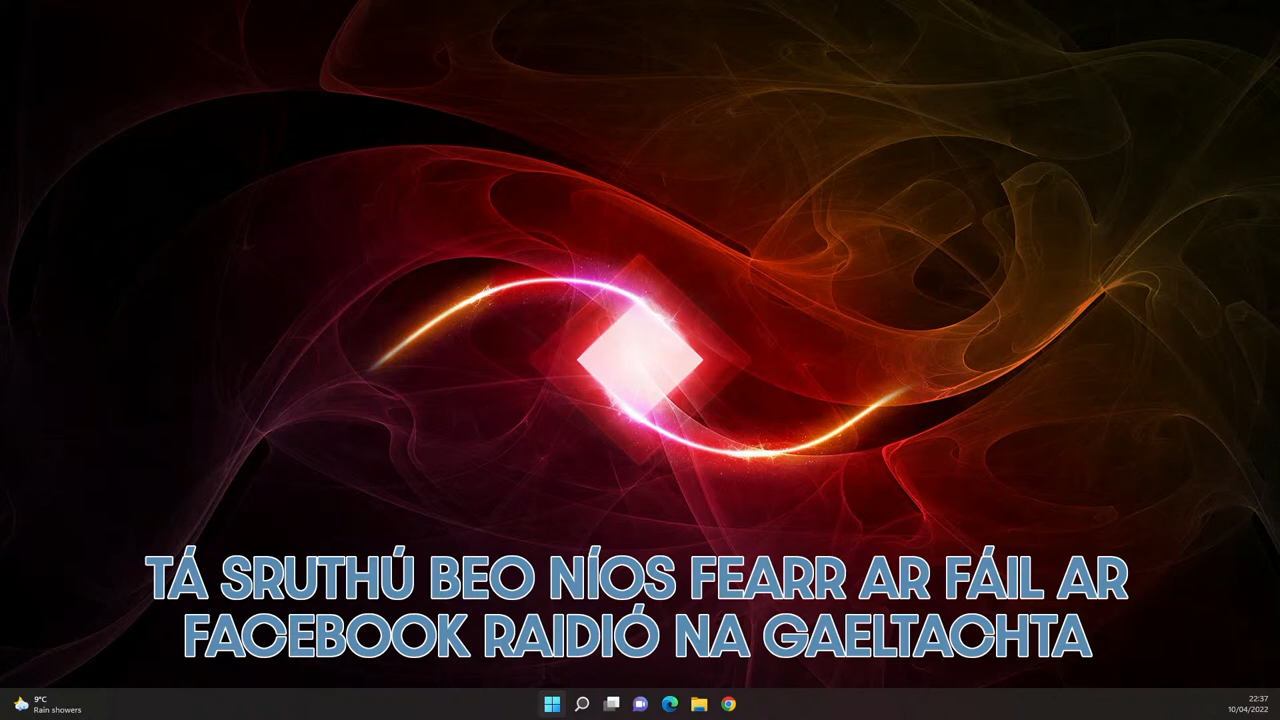 TÁ SRUTHÚ BEO NÍOS FEARR AR FÁIL AR
FACEBOOK RAIDIÓ NA GAELTACHTA
9°C
Rain showers
22:37
10/04/2022